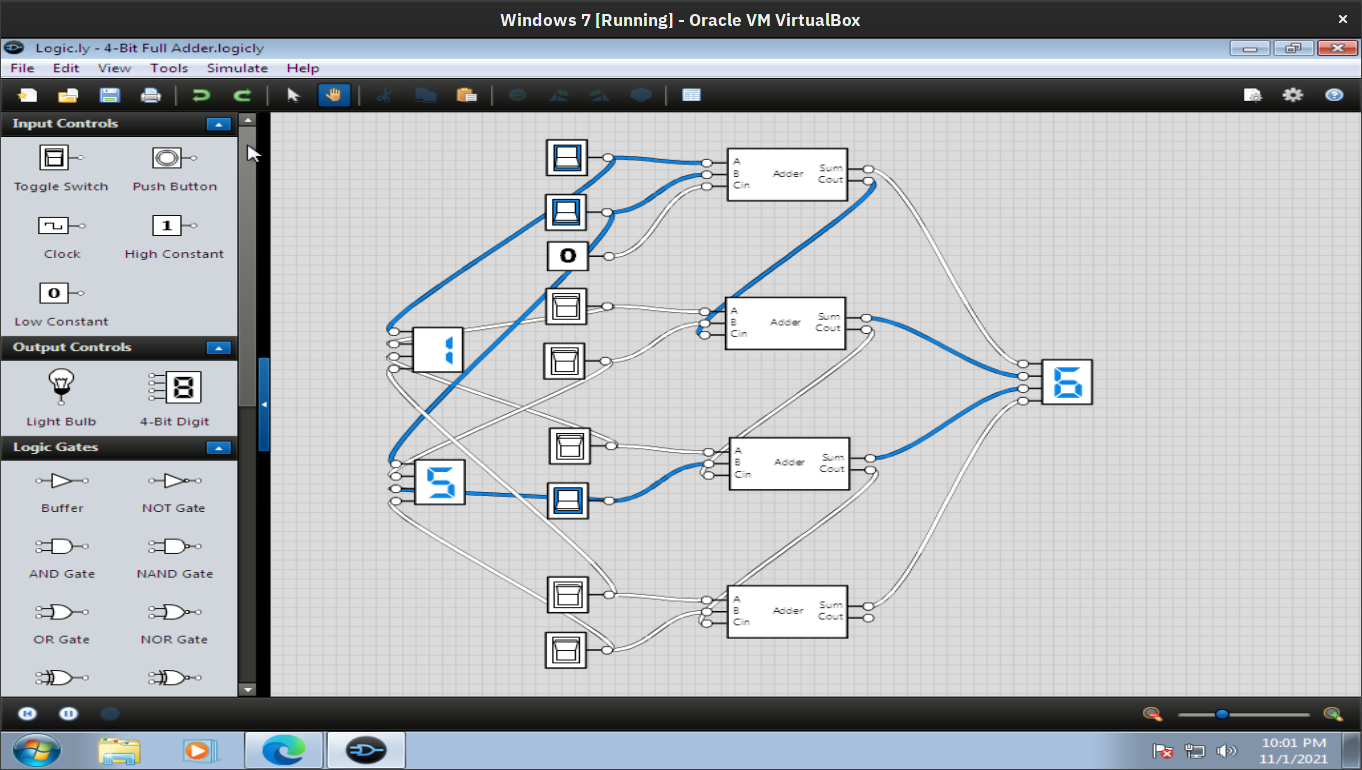 Windows 7 [Running] - Oracle VM VirtualBox
Logic.ly - 4-Bit Full Adder.logicly
File Edit View Tools Simulate Help
Input Controls
Toggle Switch Push Button
1
Clock High Constant
0
Low Constant
Output Controls
8
Light Bulb 4-Bit Digit
Logic Gates
Buffer NOT Gate
AND Gate NAND Gate
OR Gate NOR Gate
A
B
Cin
Adder
Sum
Cout
0
A
B
Cin
Adder
Sum
Cout
1
6
A
B
Cin
Adder
Sum
Cout
5
A
B
Cin
Adder
Sum
Cout
10:01 PM
11/1/2021